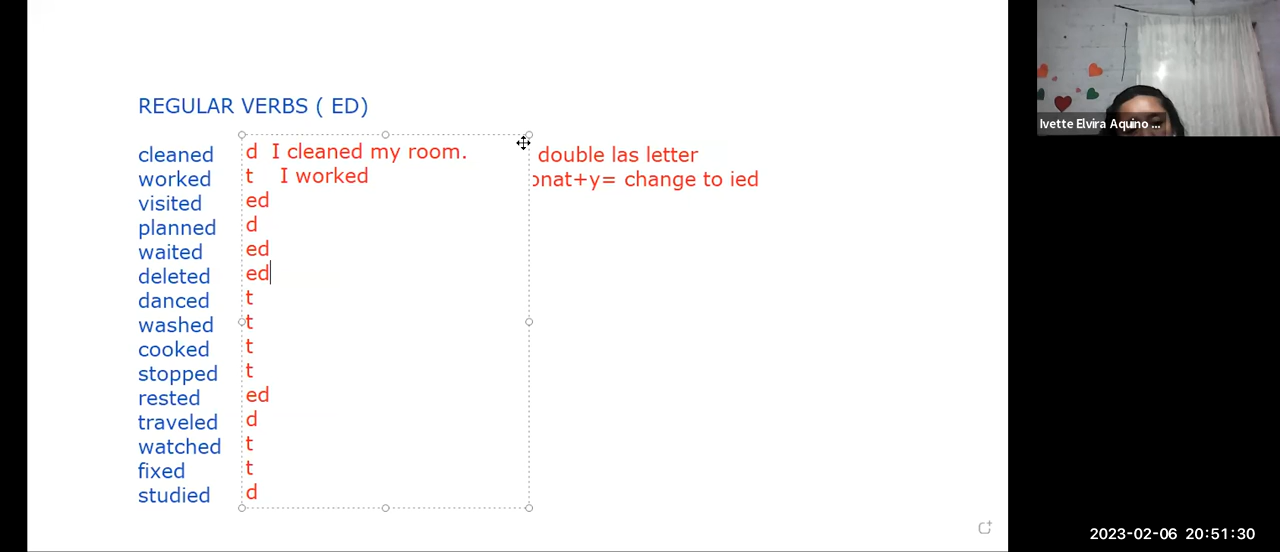 REGULAR VERBS ( ED)
cleaned d I cleaned my room. double las letter
worked t I worked onat+y= change to ied
visited ed
planned d
waited ed
deleted ed
danced t
washed t
cooked t
stopped t
rested ed
traveled d
watched t
fixed t
studied d
Ivette Elvira Aquino ...
2023-02-06 20:51:30